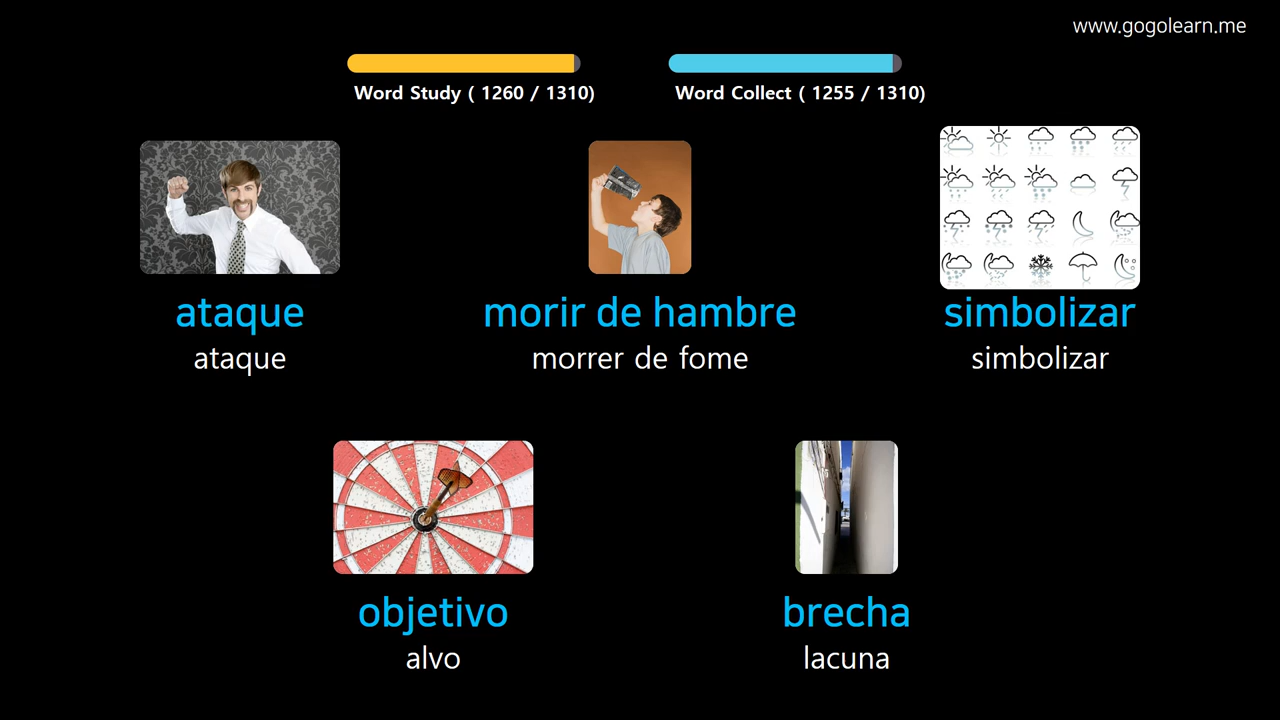 www.gogolearn.me
Word Study ( 1260 / 1310)
Word Collect ( 1255 / 1310)
ataque
ataque
morir de hambre
morrer de fome
simbolizar
simbolizar
objetivo
alvo
brecha
lacuna